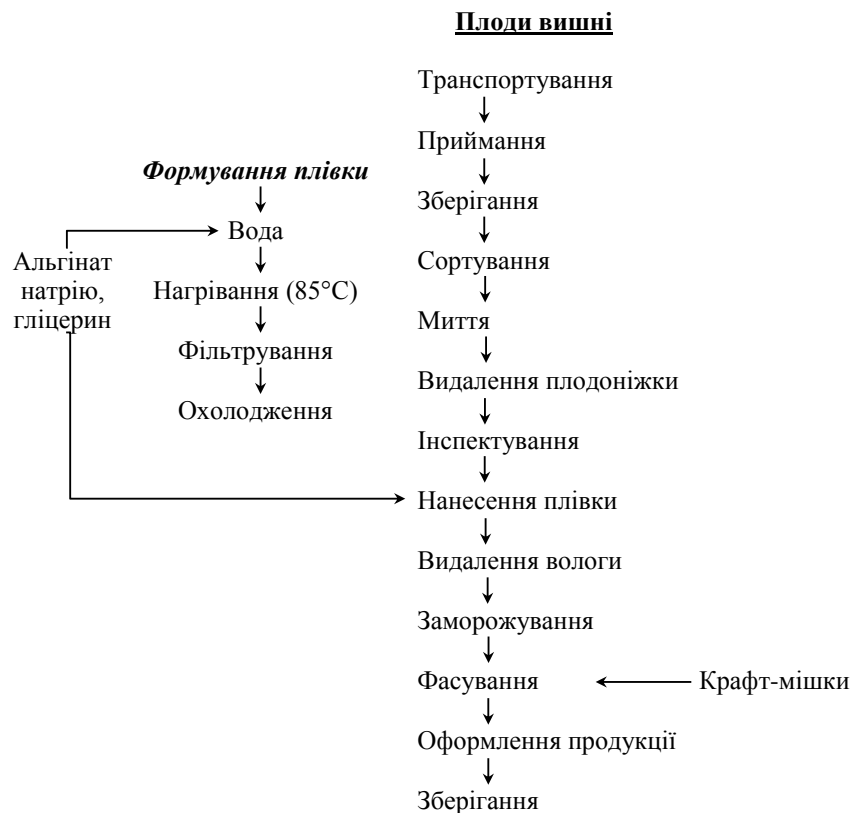 Плоди вишні
Транспортування
Приймання
Зберігання
Сортування
Миття
Видалення плодоніжки
Інспектування
Нанесення плівки
Видалення вологи
Заморожування
Фасування
Крафт-мішки
Оформлення продукції
Зберігання
Формування плівки
Вода
Нагрівання (85°С)
Фільтрування
Охолодження
Альгінат
натрію,
гліцерин